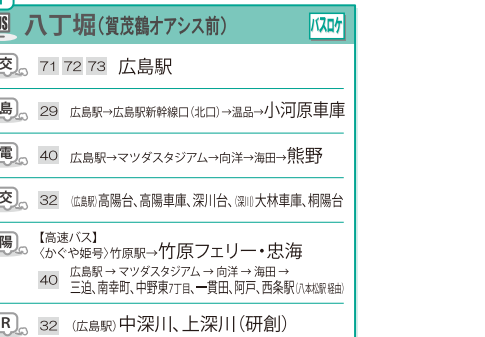 八丁堀(賀茂鶴オアシス前) バスロケ
交 71 72 73 広島駅
島 29 広島駅→広島駅新幹線口(北口)→温品→小河原車庫
電 40 広島駅→マツダスタジアム→向洋→海田→熊野
交 32 (広島駅)高陽台、高陽車庫、深川台、(深川)大林車庫、桐陽台
【高速バス】
陽 〈かぐや姫号〉竹原駅→竹原フェリー・忠海
40 広島駅→マツダスタジアム→向洋→海田→
三迫、南幸町、中野東7丁目、一貫田、阿戸、西条駅(八本松駅経由)
R 32 (広島駅)中深川、上深川(研創)